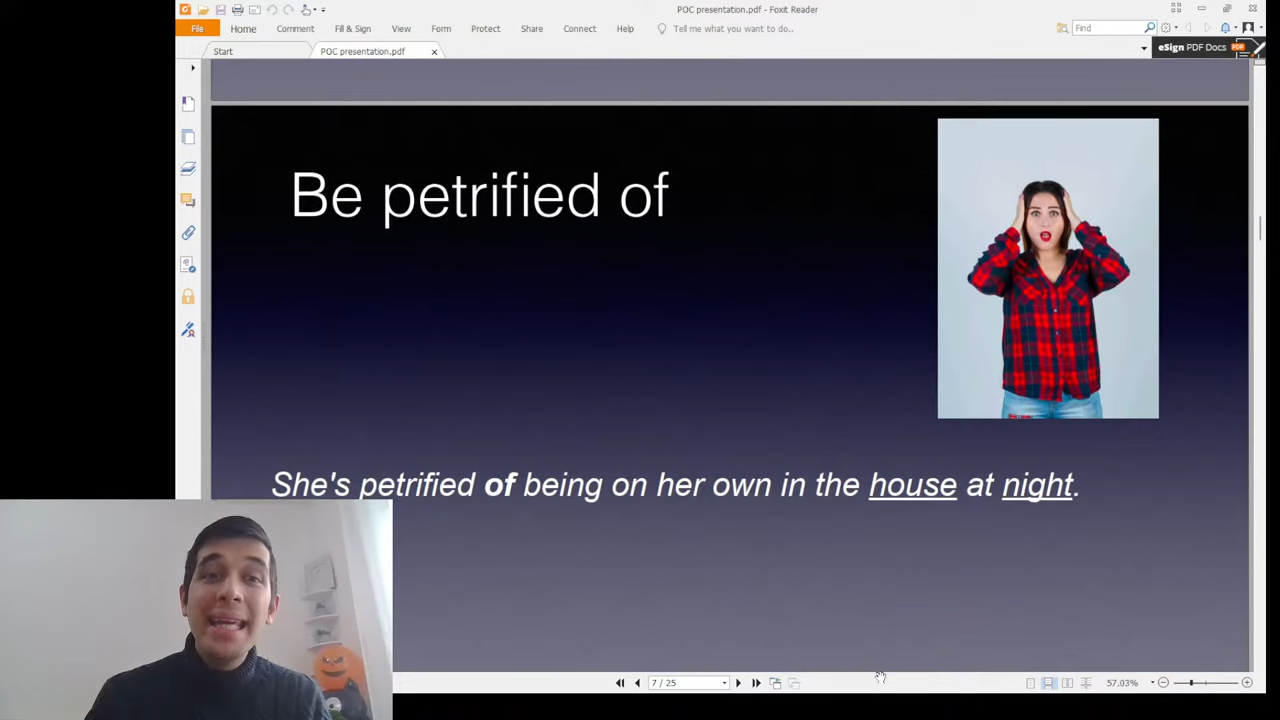 POC presentation.pdf - Foxit Reader
File Home Comment Fill & Sign View Form Protect Share Connect Help Tell me what you want to do.. Find
Start POC presentation.pdf eSign PDF Docs PDF
Be petrified of
She's petrified of being on her own in the house at night.
7 / 25 57.03%